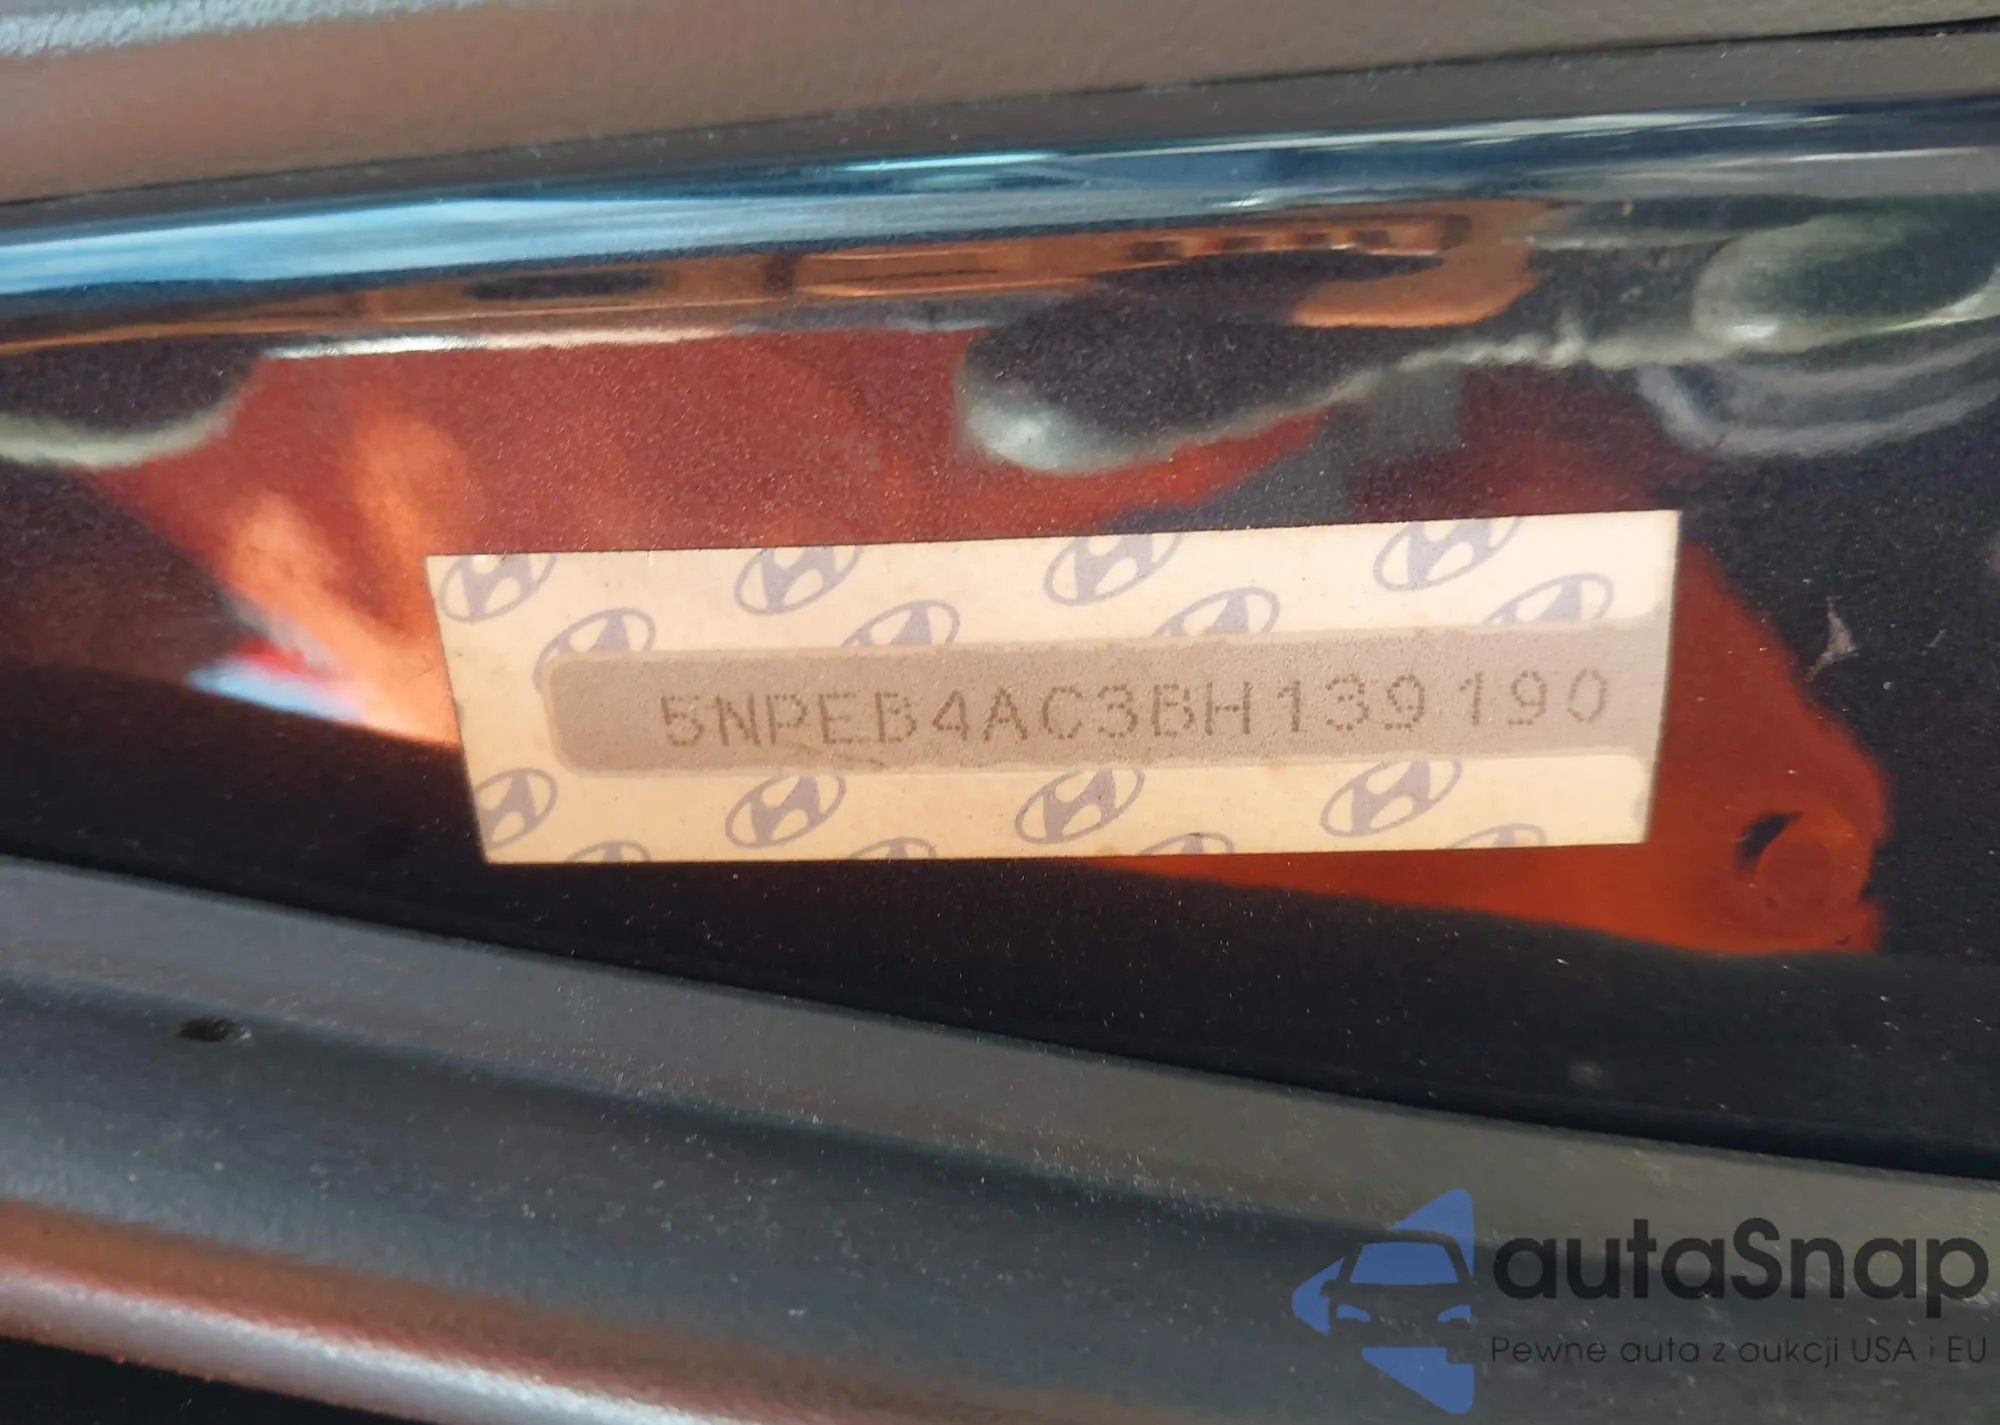 5NPEB4AC3BH139190
autaSnap
Pewne auta z aukcji USA i EU